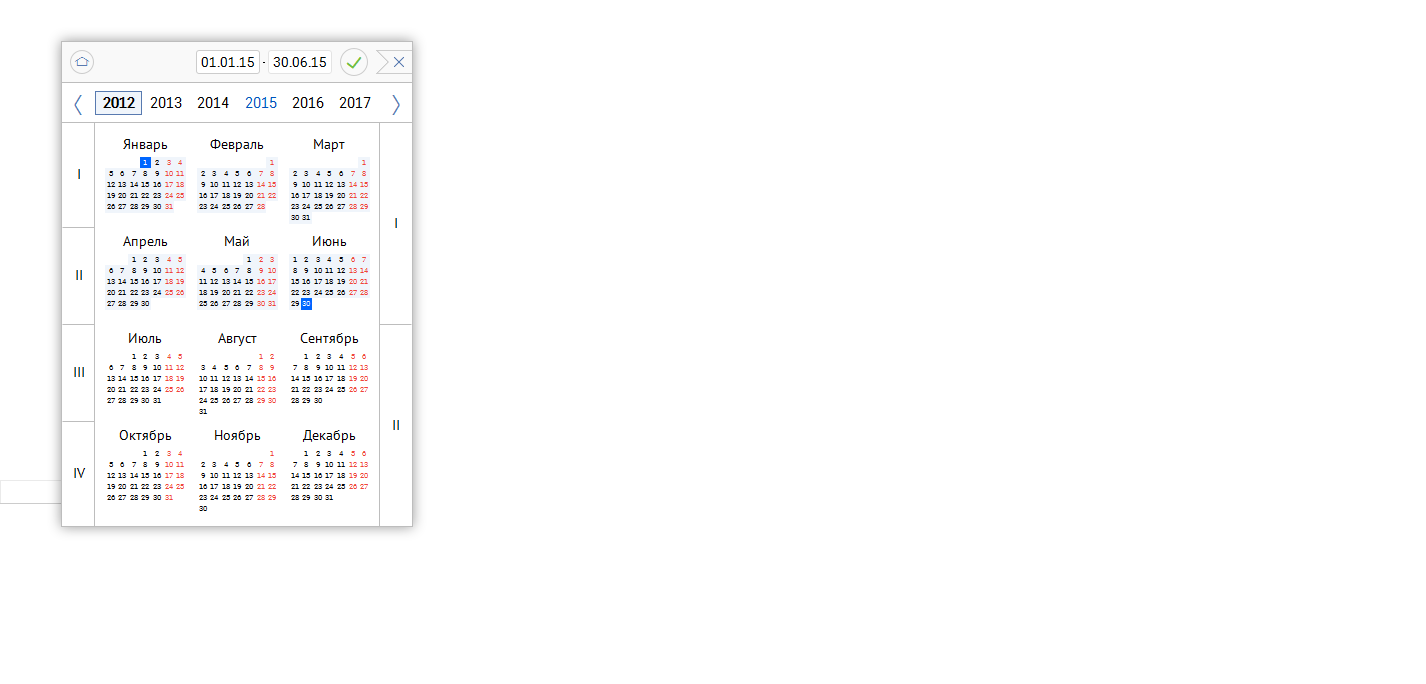 01.01.15 - 30.06.15
2012 2013 2014 2015 2016 2017
I
Январь Февраль Март
1 2 3 4 1 1
5 6 7 8 9 10 11 2 3 4 5 6 7 8 2 3 4 5 6 7 8
12 13 14 15 16 17 18 9 10 11 12 13 14 15 9 10 11 12 13 14 15
19 20 21 22 23 24 25 16 17 18 19 20 21 22 16 17 18 19 20 21 22
26 27 28 29 30 31 23 24 25 26 27 28 23 24 25 26 27 28 29
30 31
I
II
Апрель Май Июнь
1 2 3 4 5 1 2 3 1 2 3 4 5 6 7
6 7 8 9 10 11 12 4 5 6 7 8 9 10 8 9 10 11 12 13 14
13 14 15 16 17 18 19 11 12 13 14 15 16 17 15 16 17 18 19 20 21
20 21 22 23 24 25 26 18 19 20 21 22 23 24 22 23 24 25 26 27 28
27 28 29 30 25 26 27 28 29 30 31 29 30
III
Июль Август Сентябрь
1 2 3 4 5 1 2 1 2 3 4 5 6
6 7 8 9 10 11 12 3 4 5 6 7 8 9 7 8 9 10 11 12 13
13 14 15 16 17 18 19 10 11 12 13 14 15 16 14 15 16 17 18 19 20
20 21 22 23 24 25 26 17 18 19 20 21 22 23 21 22 23 24 25 26 27
27 28 29 30 31 24 25 26 27 28 29 30 28 29 30
31
II
IV
Октябрь Ноябрь Декабрь
1 2 3 4 1 1 2 3 4 5 6
5 6 7 8 9 10 11 2 3 4 5 6 7 8 7 8 9 10 11 12 13
12 13 14 15 16 17 18 9 10 11 12 13 14 15 14 15 16 17 18 19 20
19 20 21 22 23 24 25 16 17 18 19 20 21 22 21 22 23 24 25 26 27
26 27 28 29 30 31 23 24 25 26 27 28 29 28 29 30 31
30